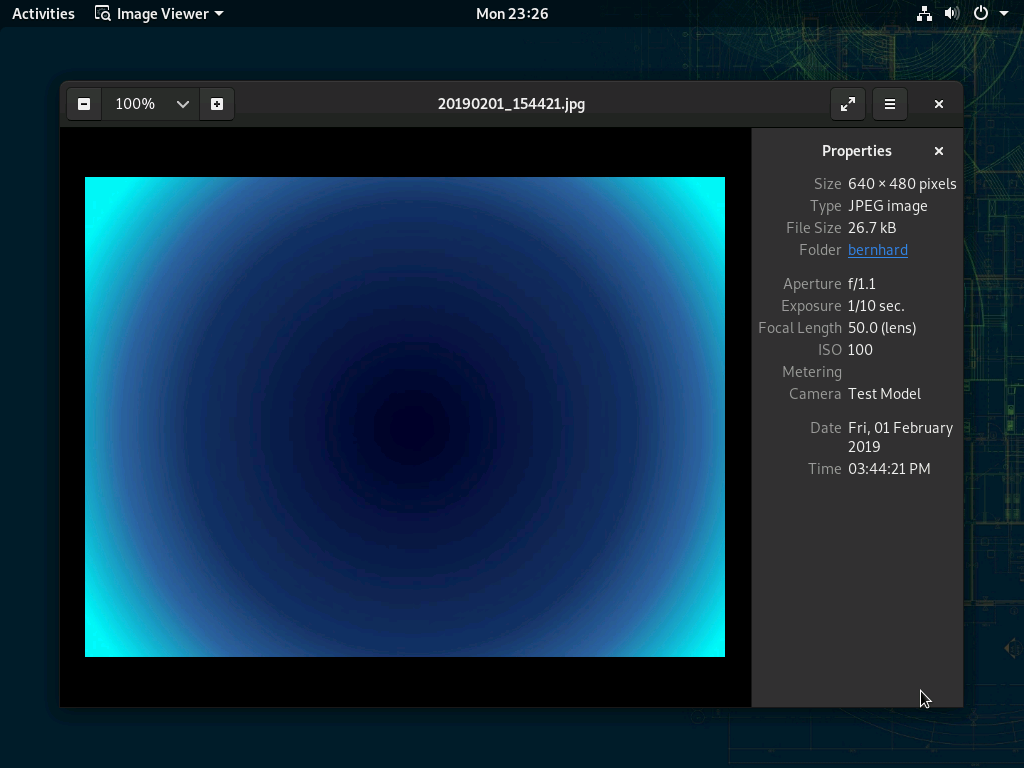 Activities Image Viewer Mon 23:26
100% 20190201_154421.jpg
Properties
Size 640 × 480 pixels
Type JPEG image
File Size 26.7 kB
Folder bernhard
Aperture f/1.1
Exposure 1/10 sec.
Focal Length 50.0 (lens)
ISO 100
Metering
Camera Test Model
Date Fri, 01 February
2019
Time 03:44:21 PM